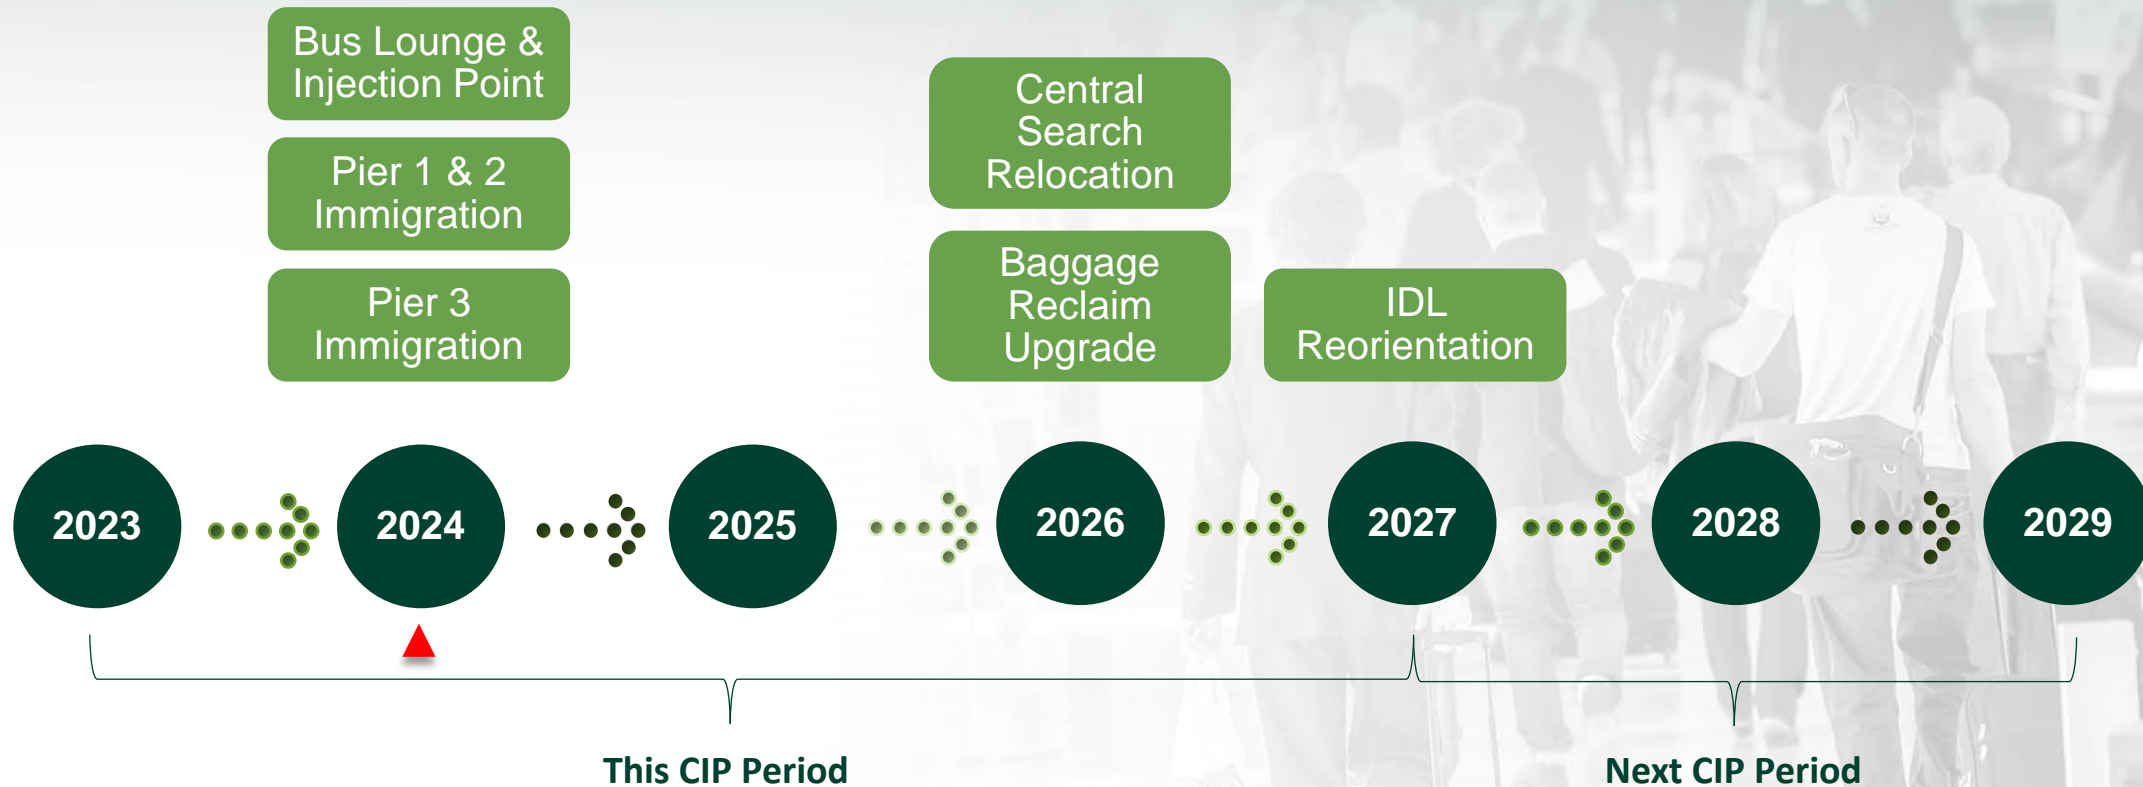 Bus Lounge &
Injection Point
Pier 1 & 2
Immigration
Pier 3
Immigration
Central
Search
Relocation
Baggage
Reclaim
Upgrade
IDL
Reorientation
2023
2024
2025
2026
2027
2028
2029
This CIP Period
Next CIP Period